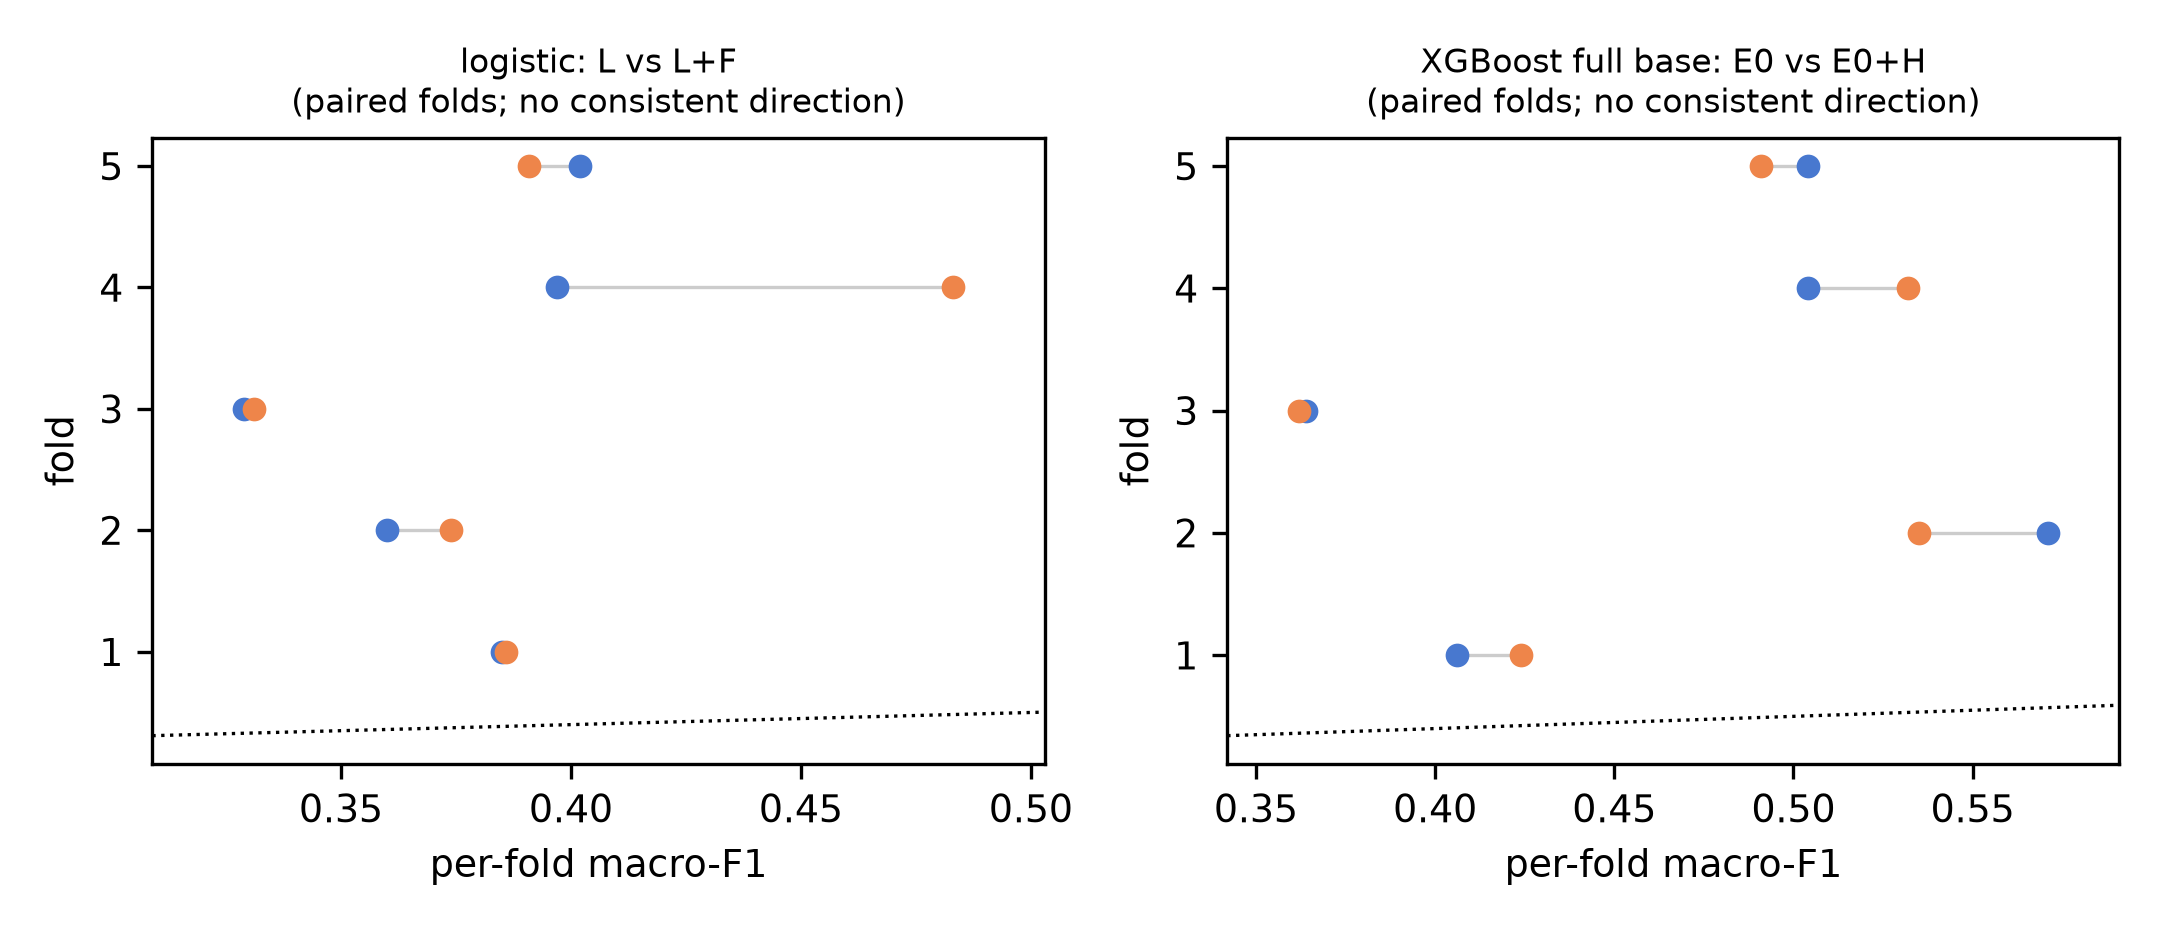 logistic: L vs L+F
(paired folds; no consistent direction)
5
4
3
2
1
fold
0.35 0.40 0.45 0.50
per-fold macro-F1
XGBoost full base: E0 vs E0+H
(paired folds; no consistent direction)
5
4
3
2
1
fold
0.35 0.40 0.45 0.50 0.55
per-fold macro-F1